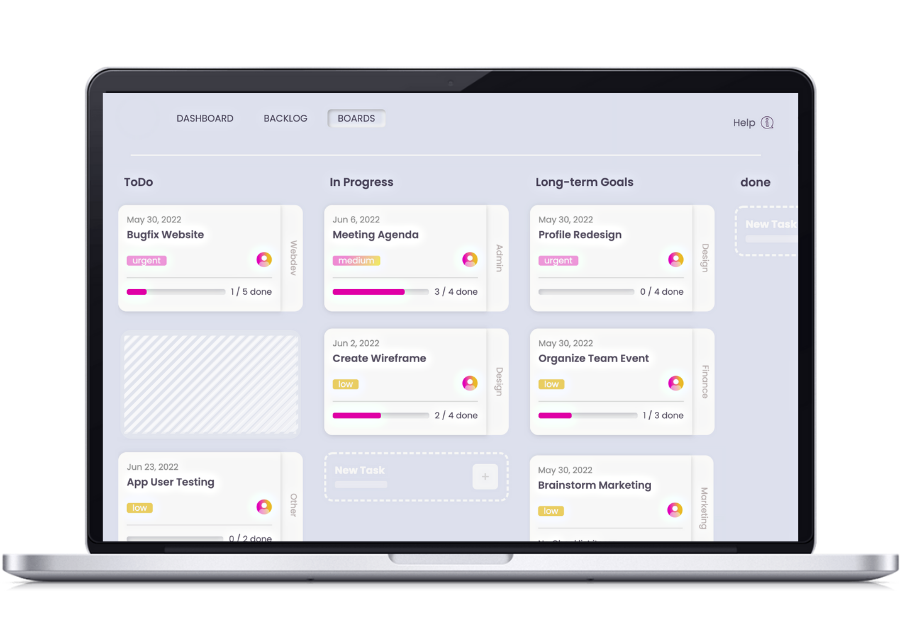 DASHBOARD
BACKLOG
BOARDS
Help
ToDo
May 30, 2022
Bugfix Website
urgent
1 / 5 done
Webdev
Jun 23, 2022
App User Testing
low
0 / 2 done
Other
In Progress
Jun 6, 2022
Meeting Agenda
medium
3 / 4 done
Admin
Jun 2, 2022
Create Wireframe
low
2 / 4 done
Design
New Task
Long-term Goals
May 30, 2022
Profile Redesign
urgent
0 / 4 done
Design
May 30, 2022
Organize Team Event
low
1 / 3 done
Finance
May 30, 2022
Brainstorm Marketing
low
Marketing
done
New Task